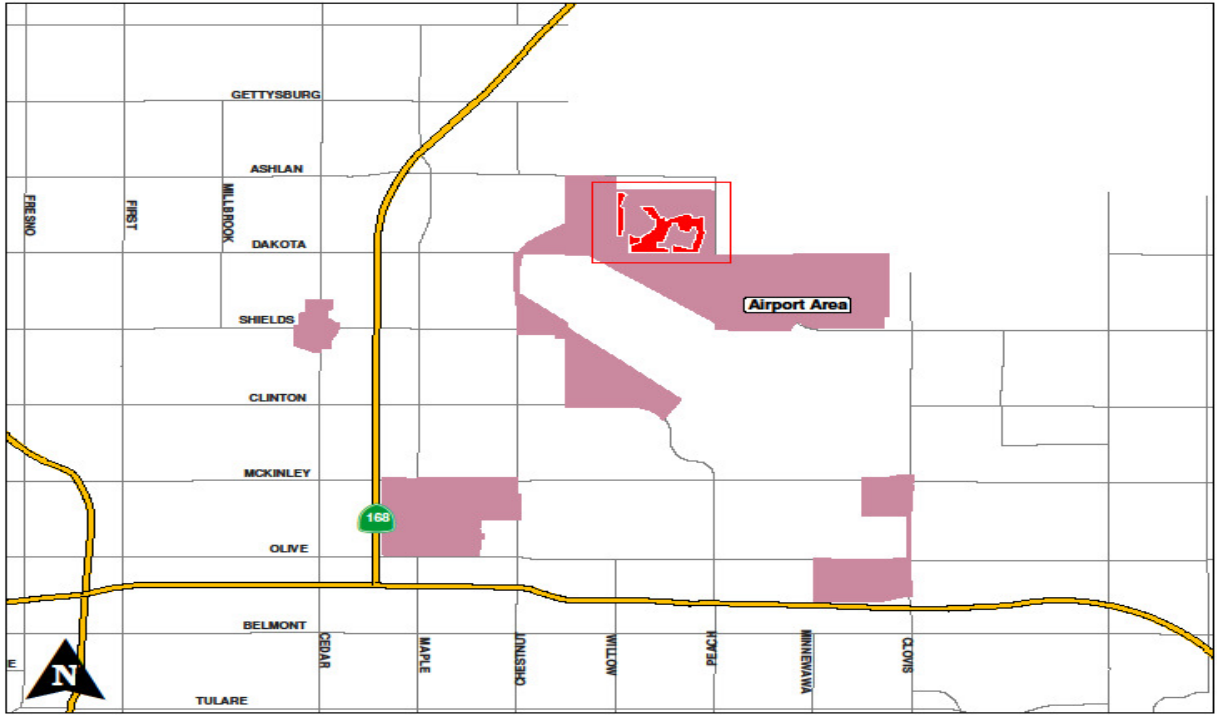 GETTYSBURG
ASHLAN
FRESNO
FIRST
MILLBROOK
DAKOTA
Airport Area
SHIELDS
CLINTON
MCKINLEY
168
OLIVE
BELMONT
CEDAR
MAPLE
CHESTNUT
WILLOW
PEACH
MINNEWAWA
CLOVIS
E
N
TULARE